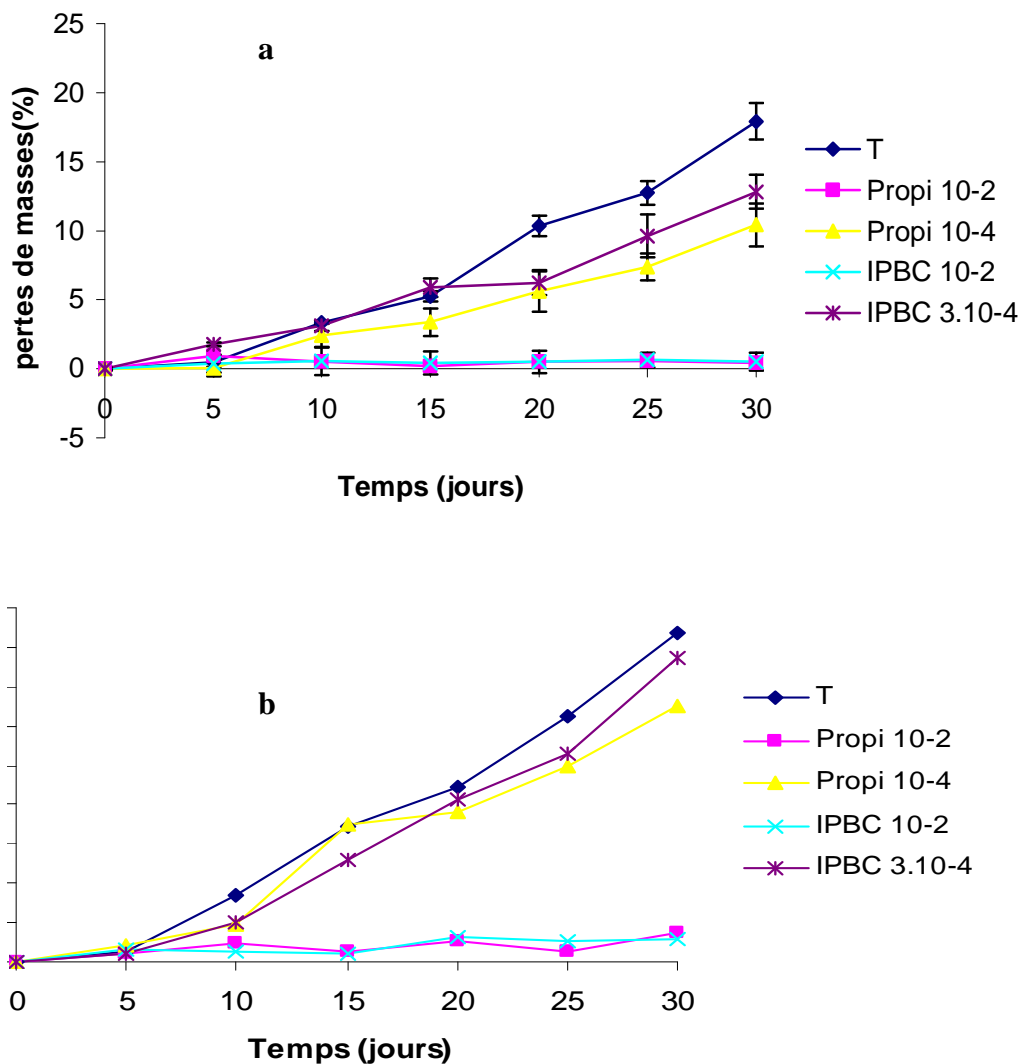 25
a
20
pertes de masses(%)
15
10
5
0
-5
0 5 10 15 20 25 30
Temps (jours)
T
Propi 10-2
Propi 10-4
IPBC 10-2
IPBC 3.10-4
b
0 5 10 15 20 25 30
Temps (jours)
T
Propi 10-2
Propi 10-4
IPBC 10-2
IPBC 3.10-4